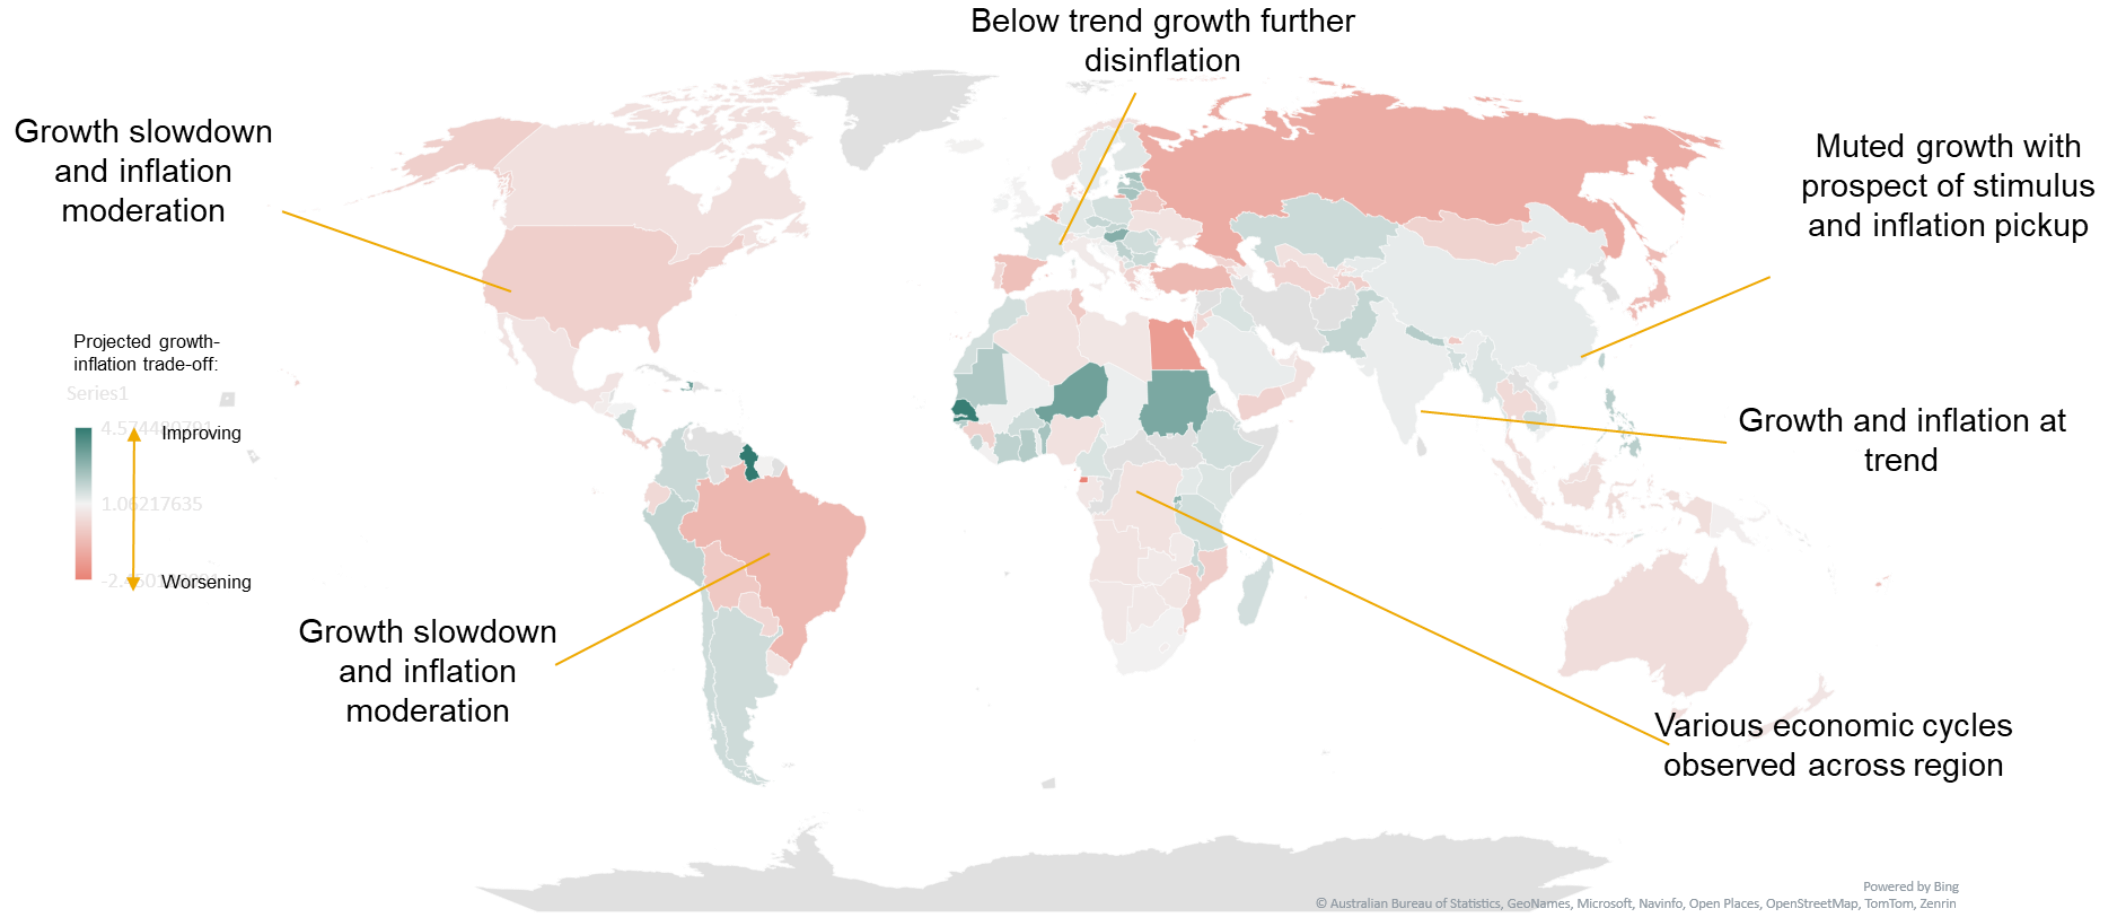 Below trend growth further
disinflation
Growth slowdown
and inflation
moderation
Muted growth with
prospect of stimulus
and inflation pickup
Projected growth-
inflation trade-off:
Series1
Improving
1.06217635
Worsening
Growth and inflation at
trend
Growth slowdown
and inflation
moderation
Various economic cycles
observed across region
Powered by Bing
© Australian Bureau of Statistics, GeoNames, Microsoft, Navinfo, Open Places, OpenStreetMap, TomTom, Zenrin